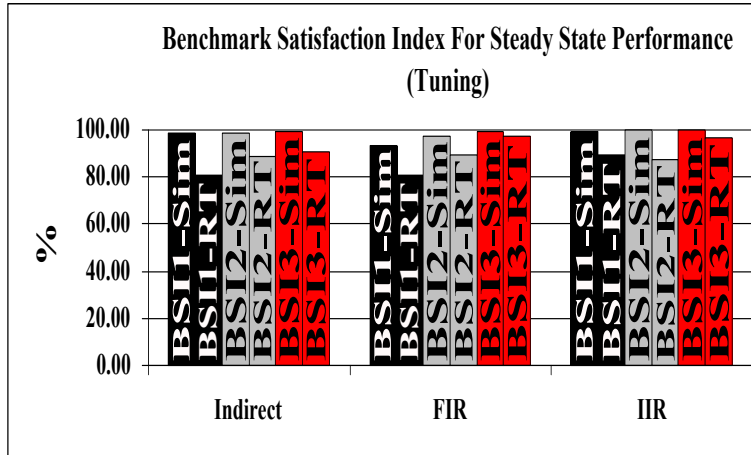 Benchmark Satisfaction Index For Steady State Performance
(Tuning)
100.00
80.00
60.00
40.00
20.00
0.00
%
BSI1-Sim
BSI1-RT
BSI2-Sim
BSI2-RT
BSI3-Sim
BSI3-RT
BSI1-Sim
BSI1-RT
BSI2-Sim
BSI2-RT
BSI3-Sim
BSI3-RT
BSI1-Sim
BSI1-RT
BSI2-Sim
BSI2-RT
BSI3-Sim
BSI3-RT
Indirect
FIR
IIR